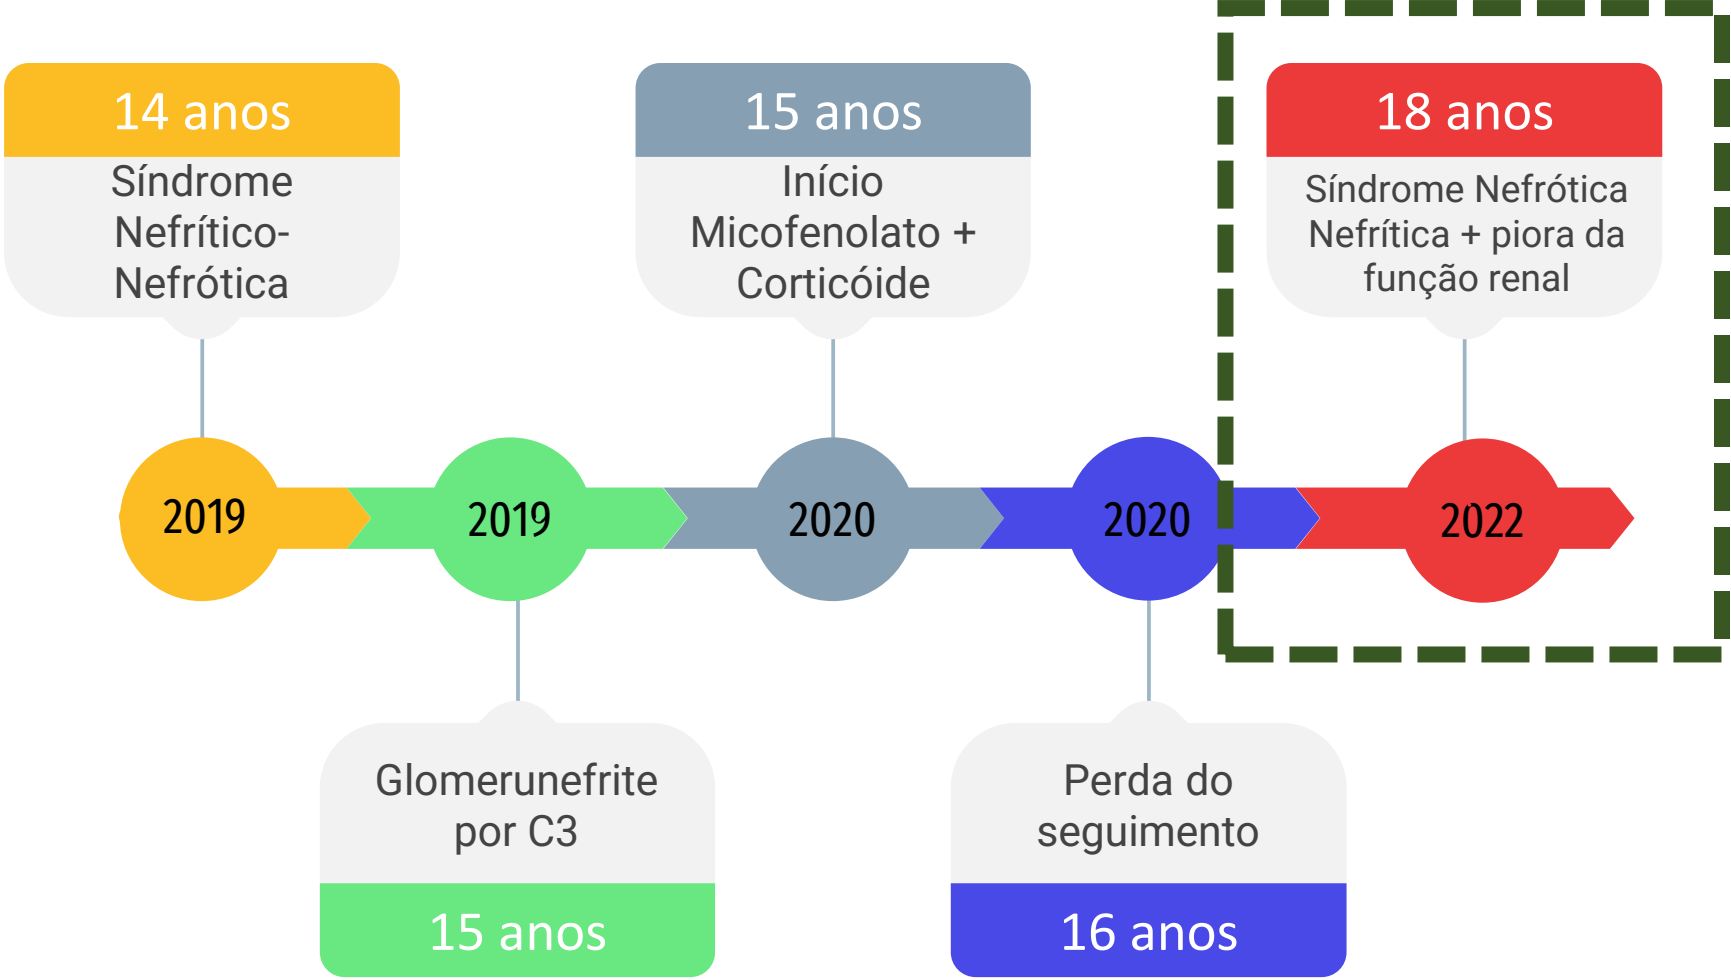 14 anos
Síndrome
Nefrítico-
Nefrótica
15 anos
Início
Micofenolato +
Corticóide
18 anos
Síndrome Nefrótica
Nefrítica + piora da
função renal
2019
2019
2020
2020
2022
Glomerunefrite
por C3
15 anos
Perda do
seguimento
16 anos